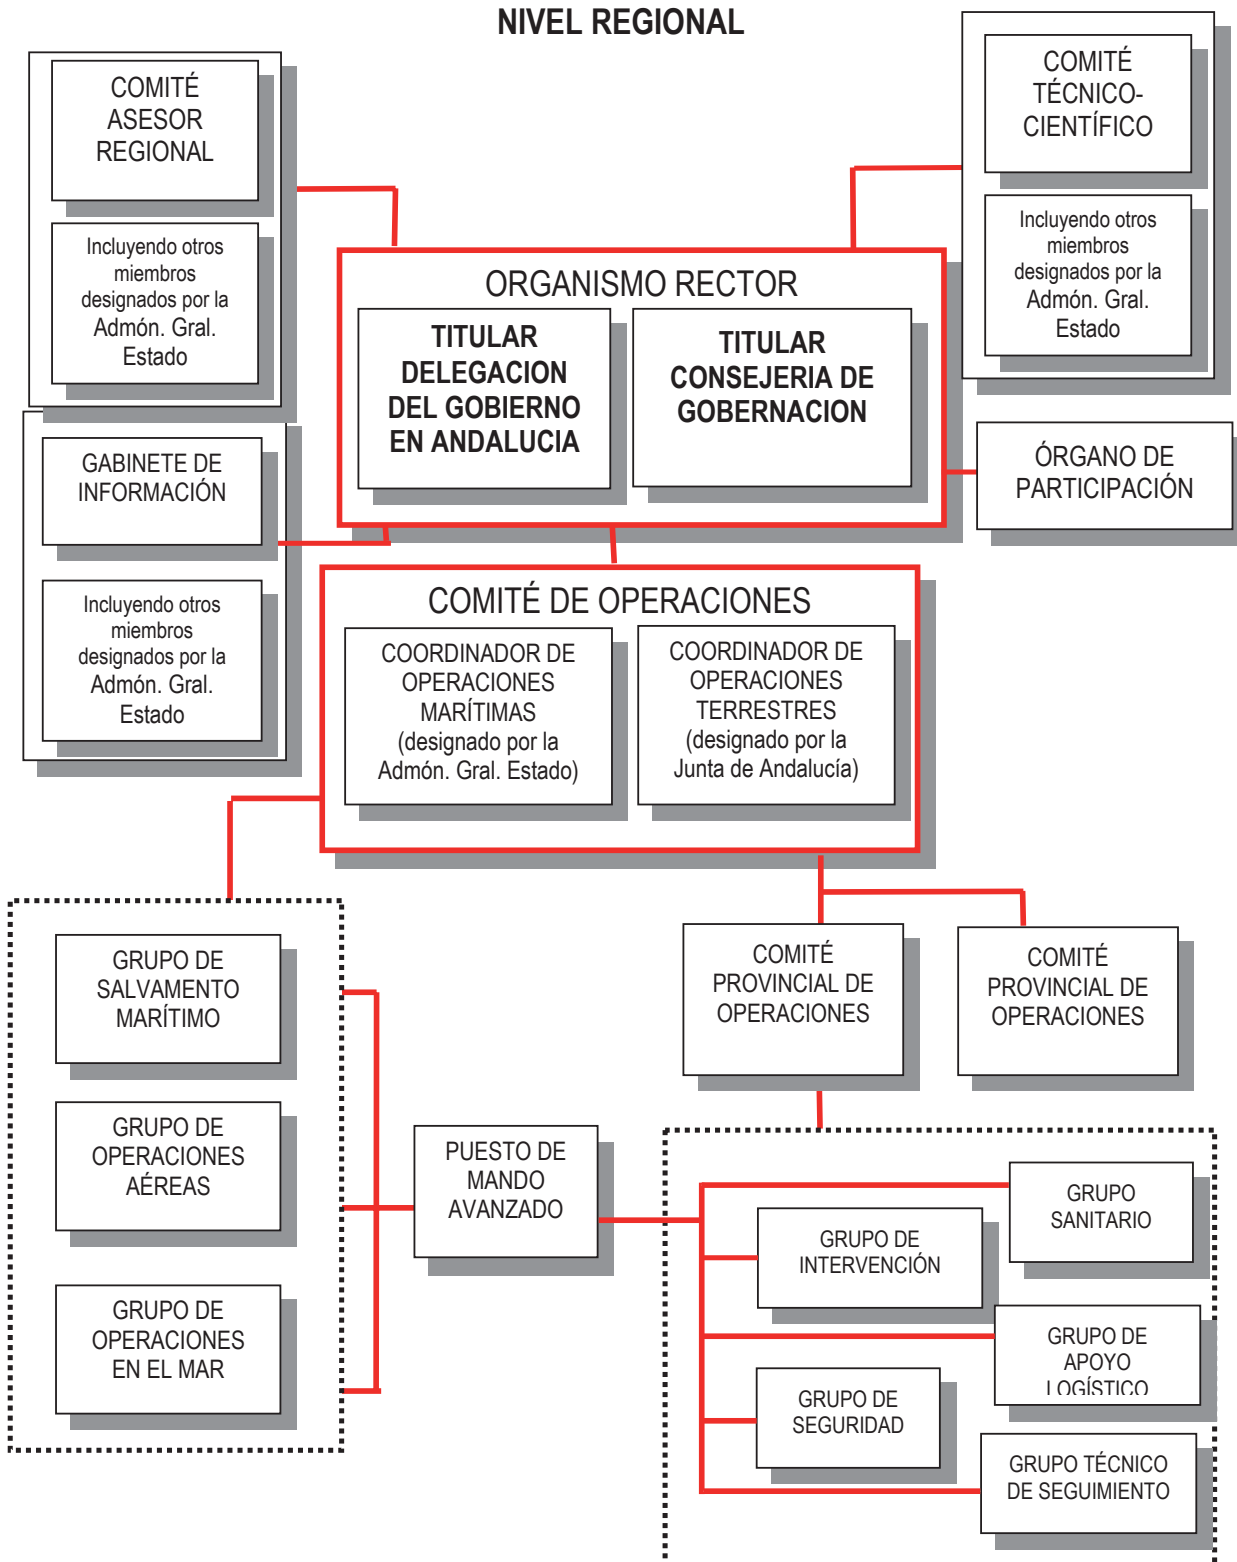 NIVEL REGIONAL
COMITÉ
ASESOR
REGIONAL
Incluyendo otros
miembros
designados por la
Admón. Gral.
Estado
COMITÉ
TÉCNICO-
CIENTÍFICO
Incluyendo otros
miembros
designados por la
Admón. Gral.
Estado
ORGANISMO RECTOR
TITULAR
DELEGACION
DEL GOBIERNO
EN ANDALUCIA
TITULAR
CONSEJERIA DE
GOBERNACION
GABINETE DE
INFORMACIÓN
Incluyendo otros
miembros
designados por la
Admón. Gral.
Estado
ÓRGANO DE
PARTICIPACIÓN
COMITÉ DE OPERACIONES
COORDINADOR DE
OPERACIONES
MARÍTIMAS
(designado por la
Admón. Gral. Estado)
COORDINADOR DE
OPERACIONES
TERRESTRES
(designado por la
Junta de Andalucía)
GRUPO DE
SALVAMENTO
MARÍTIMO
GRUPO DE
OPERACIONES
AÉREAS
GRUPO DE
OPERACIONES
EN EL MAR
COMITÉ
PROVINCIAL DE
OPERACIONES
COMITÉ
PROVINCIAL DE
OPERACIONES
PUESTO DE
MANDO
AVANZADO
GRUPO
SANITARIO
GRUPO DE
INTERVENCIÓN
GRUPO DE
APOYO
LOGÍSTICO
GRUPO DE
SEGURIDAD
GRUPO TÉCNICO
DE SEGUIMIENTO